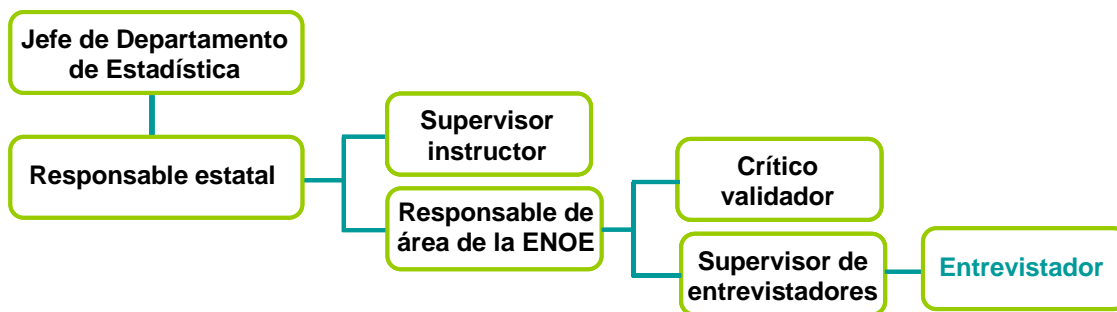 Jefe de Departamento
de Estadística
Responsable estatal
Supervisor
instructor
Responsable de
área de la ENOE
Crítico
validador
Supervisor de
entrevistadores
Entrevistador